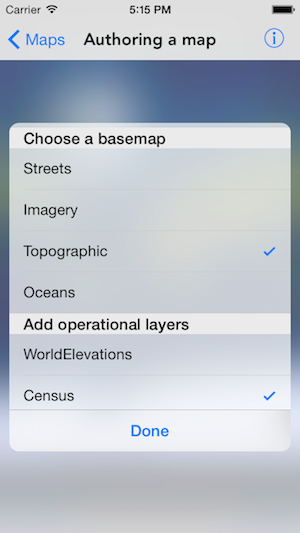 Carrier 5:15 PM
Maps Authoring a map
Choose a basemap
Streets
Imagery
Topographic
Oceans
Add operational layers
WorldElevations
Census
Done